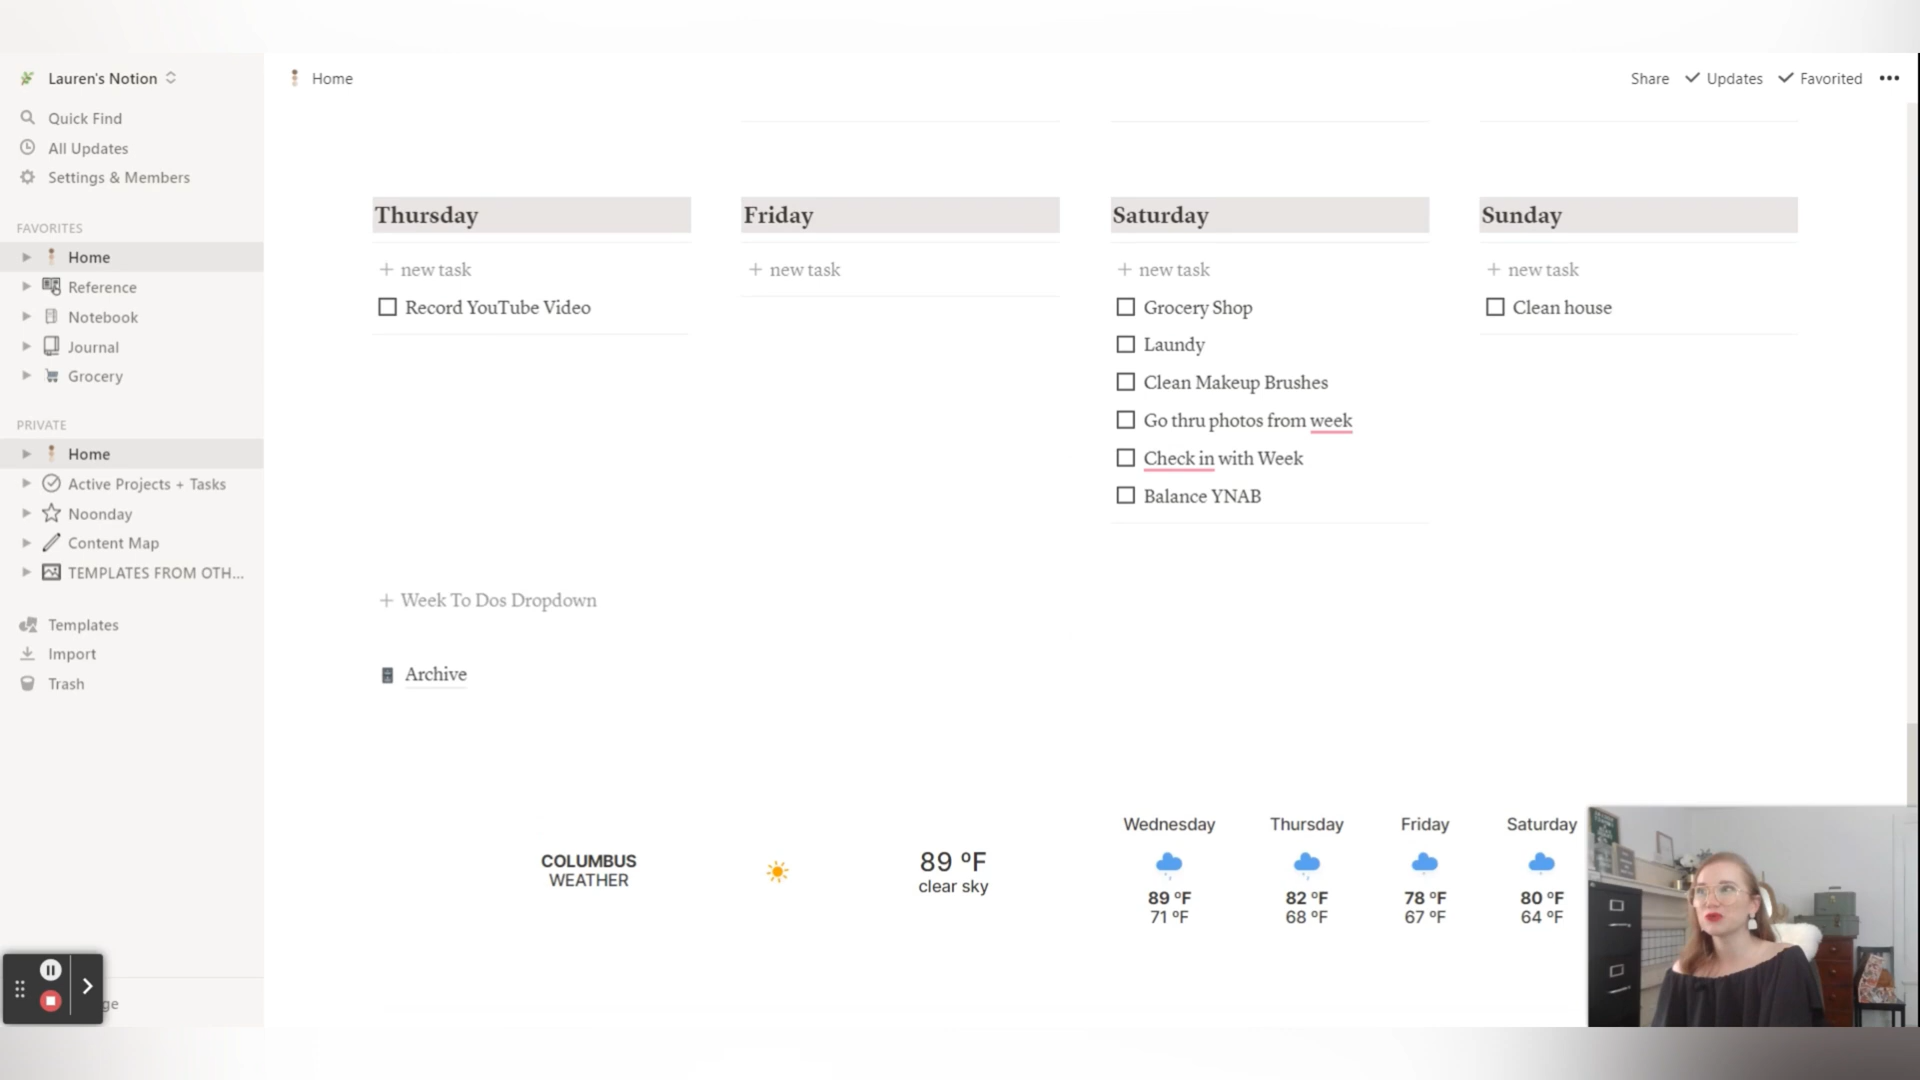 Lauren's Notion
Home
Share
Updates
Favorited
Quick Find
All Updates
Settings & Members
FAVORITES
Home
Reference
Notebook
Journal
Grocery
PRIVATE
Home
Active Projects + Tasks
Noonday
Content Map
TEMPLATES FROM OTH...
Templates
Import
Trash
ge
Thursday
+ new task
Record YouTube Video
Friday
+ new task
Saturday
+ new task
Grocery Shop
Laundy
Clean Makeup Brushes
Go thru photos from week
Check in with Week
Balance YNAB
Sunday
+ new task
Clean house
+ Week To Dos Dropdown
Archive
COLUMBUS
WEATHER
89 °F
clear sky
Wednesday
89 °F
71 °F
Thursday
82 °F
68 °F
Friday
78 °F
67 °F
Saturday
80 °F
64 °F